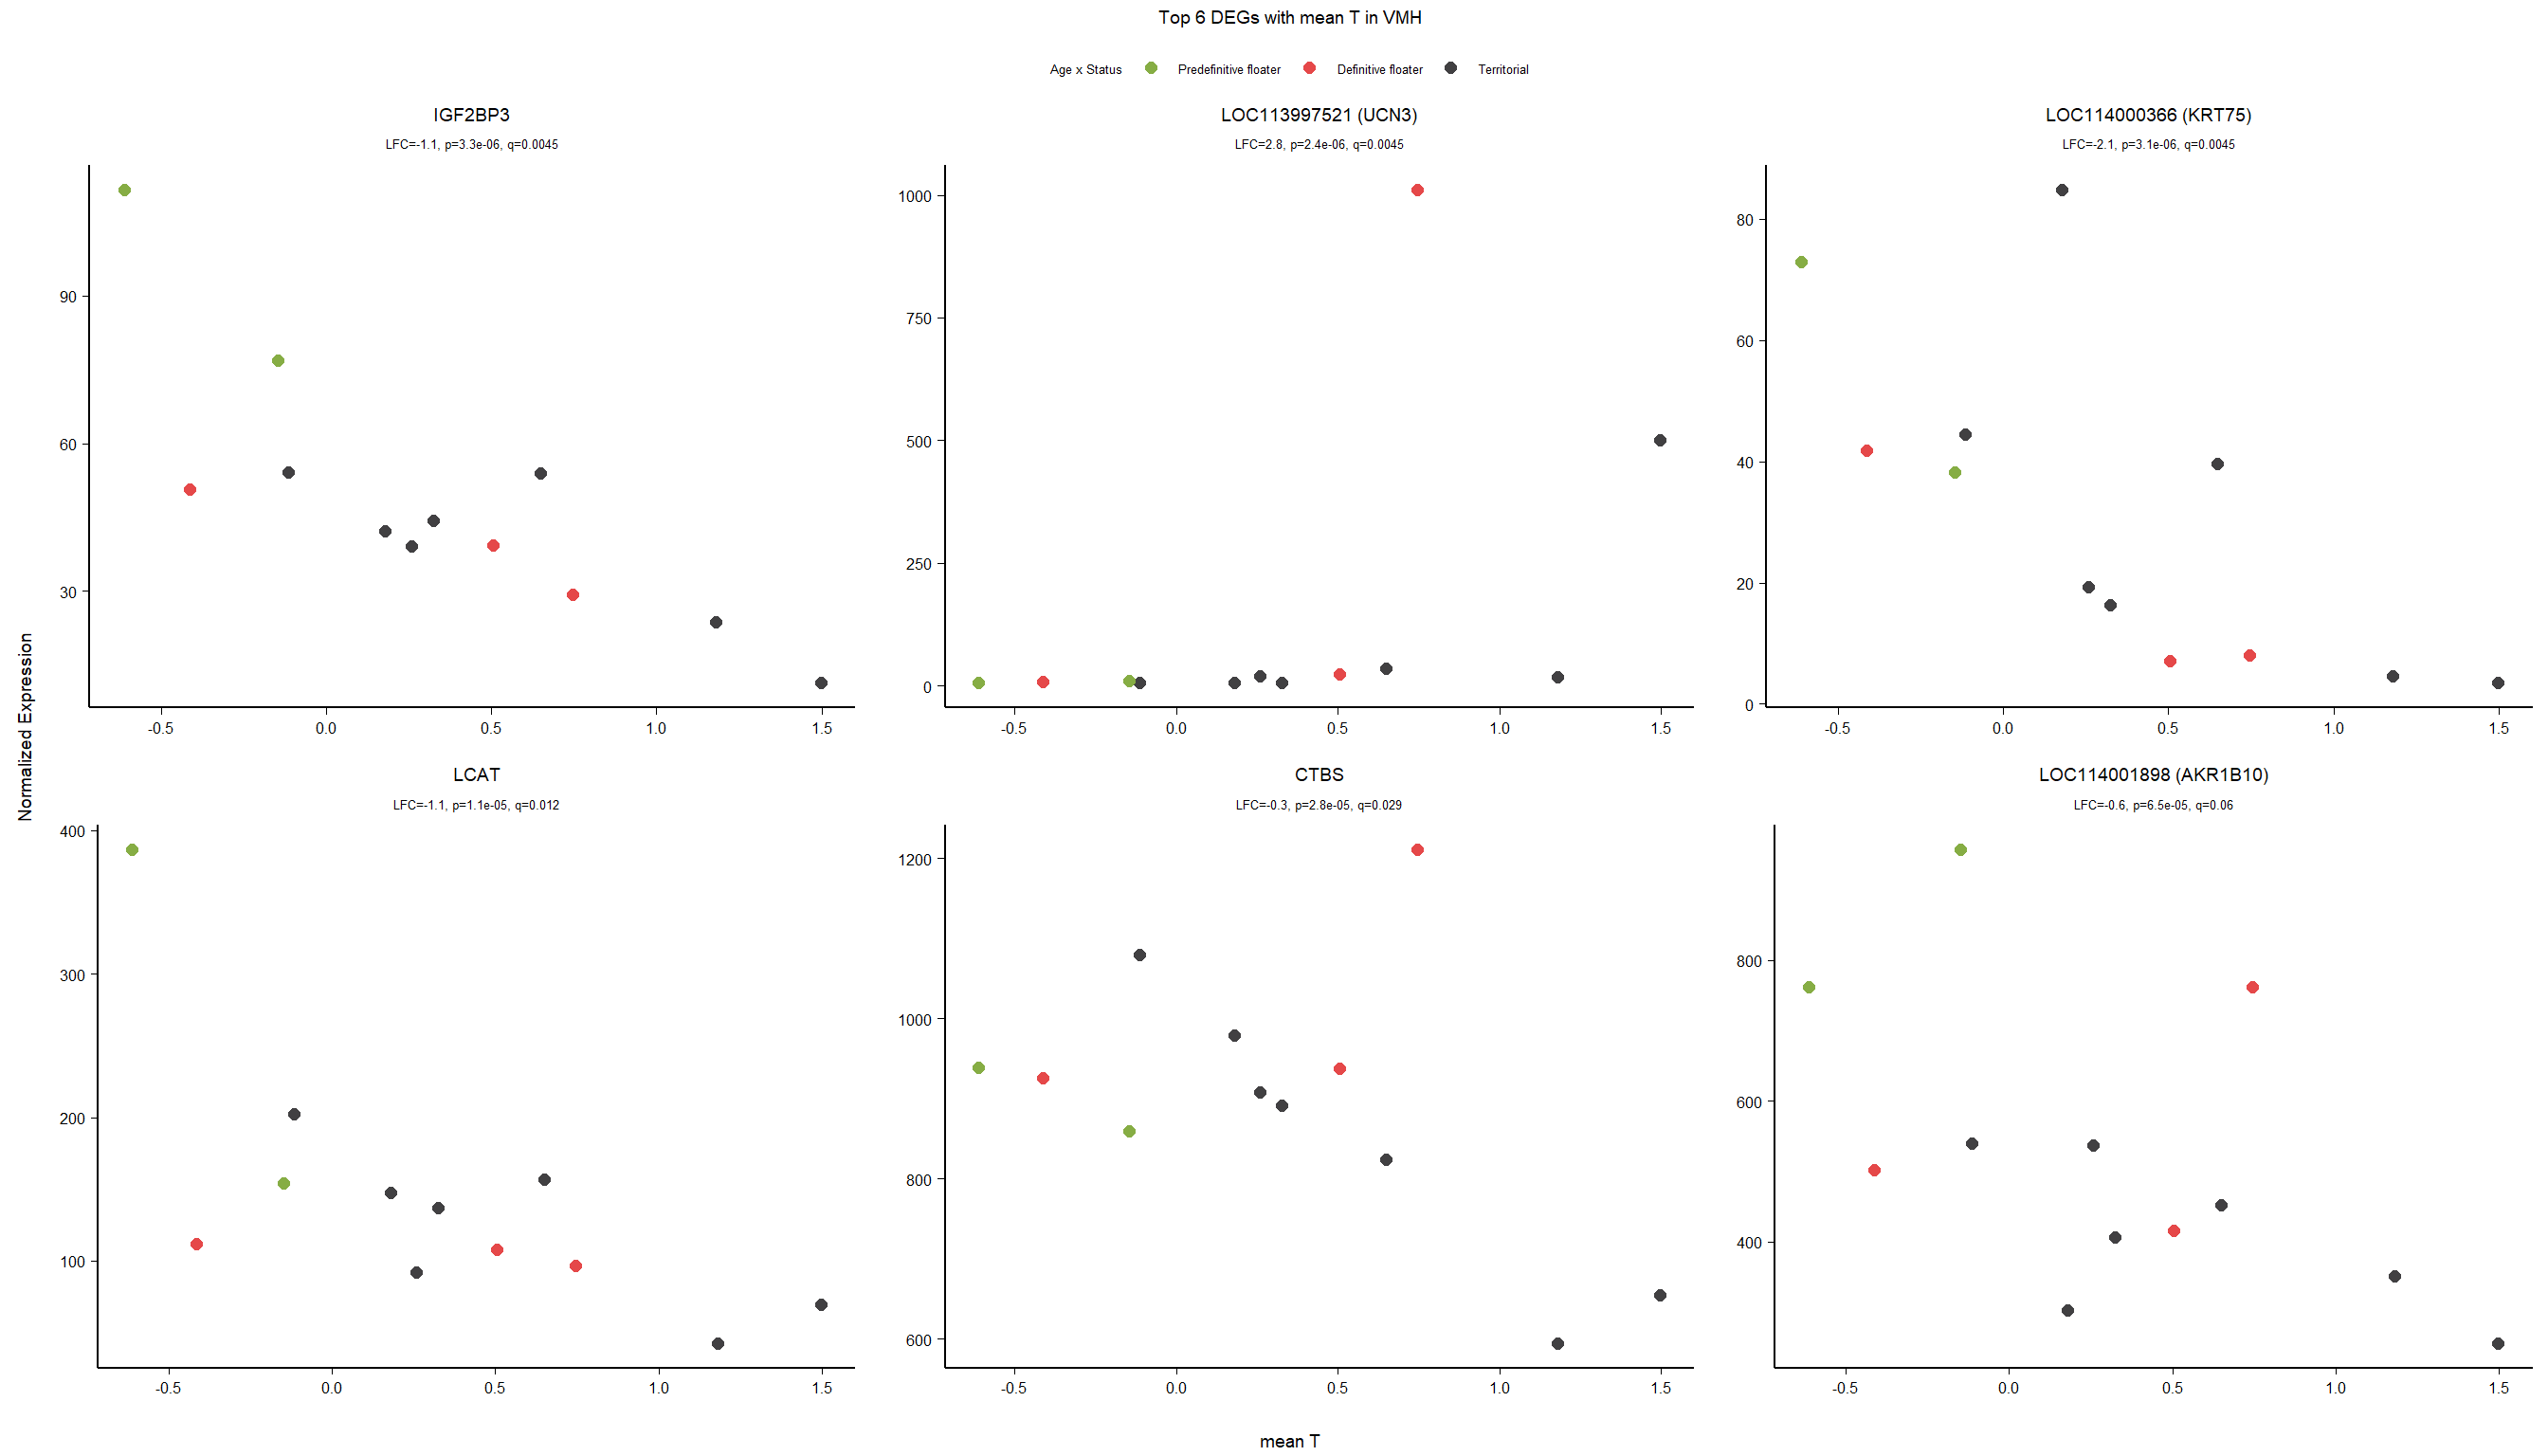 Top 6 DEGs with mean T in VMH
Age x Status Predefinitive floater Definitive floater Territorial
Normalized Expression
IGF2BP3
LFC=-1.1, p=3.3e-06, q=0.0045
90
60
30
-0.5 0.0 0.5 1.0 1.5
LOC113997521 (UCN3)
LFC=2.8, p=2.4e-06, q=0.0045
1000
750
500
250
0
-0.5 0.0 0.5 1.0 1.5
LOC114000366 (KRT75)
LFC=-2.1, p=3.1e-06, q=0.0045
80
60
40
20
0
-0.5 0.0 0.5 1.0 1.5
LCAT
LFC=-1.1, p=1.1e-05, q=0.012
400
300
200
100
-0.5 0.0 0.5 1.0 1.5
CTBS
LFC=-0.3, p=2.8e-05, q=0.029
1200
1000
800
600
-0.5 0.0 0.5 1.0 1.5
LOC114001898 (AKR1B10)
LFC=-0.6, p=6.5e-05, q=0.06
800
600
400
-0.5 0.0 0.5 1.0 1.5
mean T